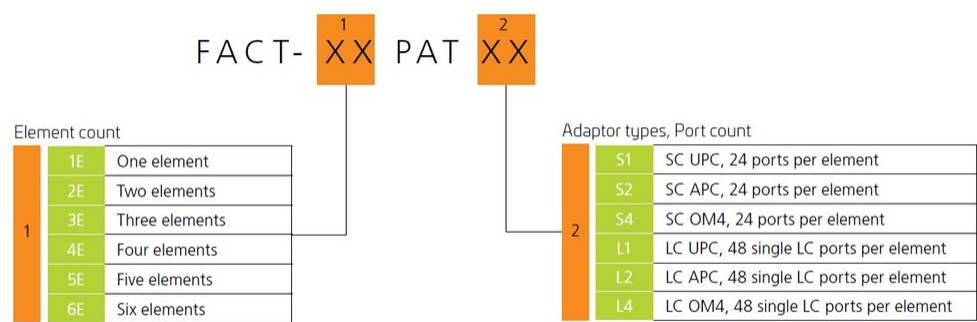 1 2
FACT- XX PAT XX
Element count
1
1E One element
2E Two elements
3E Three elements
4E Four elements
5E Five elements
6E Six elements
Adaptor types, Port count
2
S1 SC UPC, 24 ports per element
S2 SC APC, 24 ports per element
S4 SC OM4, 24 ports per element
L1 LC UPC, 48 single LC ports per element
L2 LC APC, 48 single LC ports per element
L4 LC OM4, 48 single LC ports per element